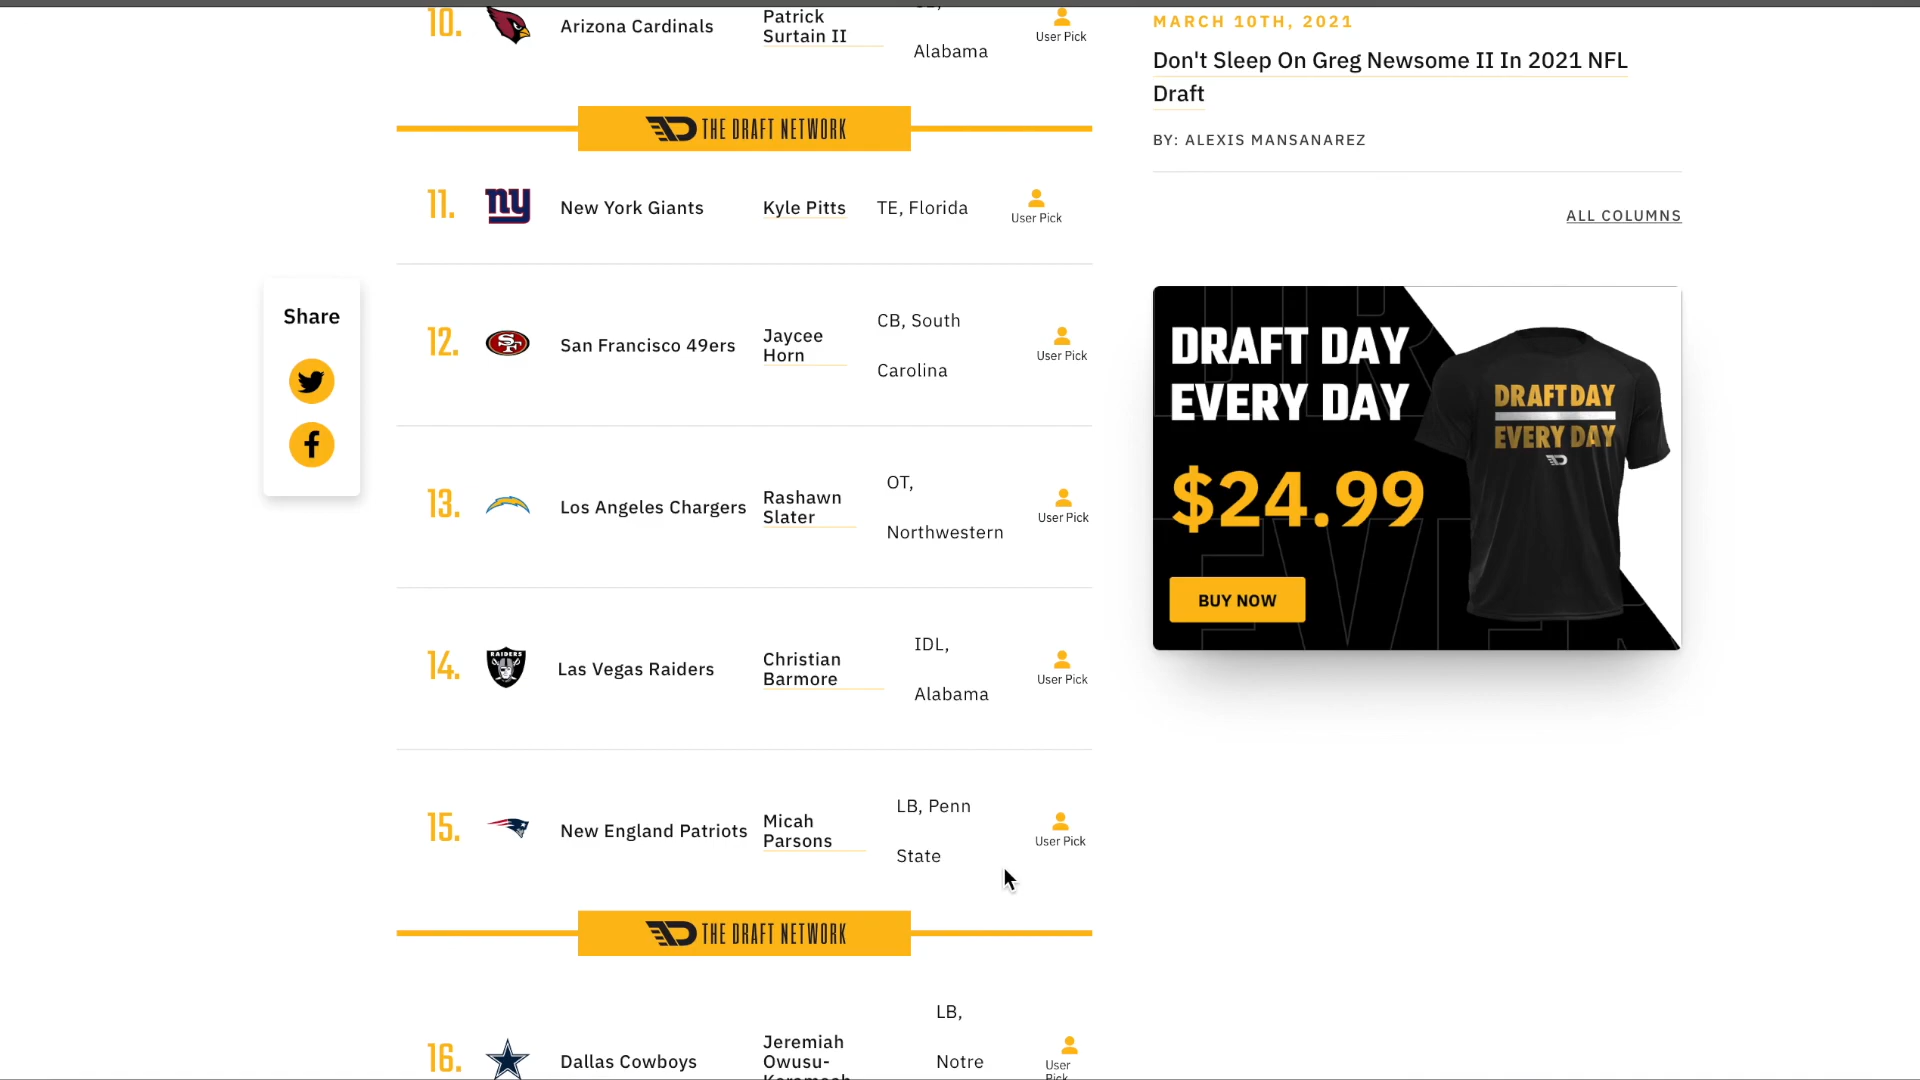 10.
Arizona Cardinals
Patrick
Surtain II
Alabama
User Pick
THE DRAFT NETWORK
11.
ny
New York Giants
Kyle Pitts
TE, Florida
User Pick
12.
SF
San Francisco 49ers
Jaycee
Horn
CB, South
Carolina
User Pick
13.
Los Angeles Chargers
Rashawn
Slater
OT,
Northwestern
User Pick
14.
RAIDERS
Las Vegas Raiders
Christian
Barmore
IDL,
Alabama
User Pick
15.
New England Patriots
Micah
Parsons
LB, Penn
State
User Pick
THE DRAFT NETWORK
16.
Dallas Cowboys
Jeremiah
Owusu-
LB,
Notre
User
Pick
Share
MARCH 10TH, 2021
Don't Sleep On Greg Newsome II In 2021 NFL
Draft
BY: ALEXIS MANSANAREZ
ALL COLUMNS
DRAFT DAY
EVERY DAY
$24.99
BUY NOW
DRAFT DAY
EVERY DAY